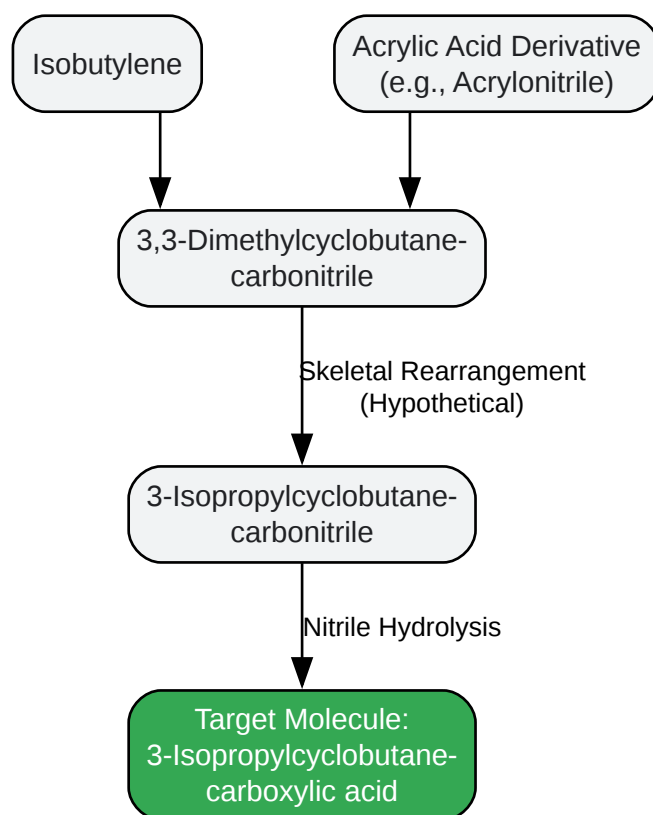 Isobutylene
Acrylic Acid Derivative
(e.g., Acrylonitrile)
3,3-Dimethylcyclobutane-
carbonitrile
Skeletal Rearrangement
(Hypothetical)
3-Isopropylcyclobutane-
carbonitrile
Nitrile Hydrolysis
Target Molecule:
3-Isopropylcyclobutane-
carboxylic acid